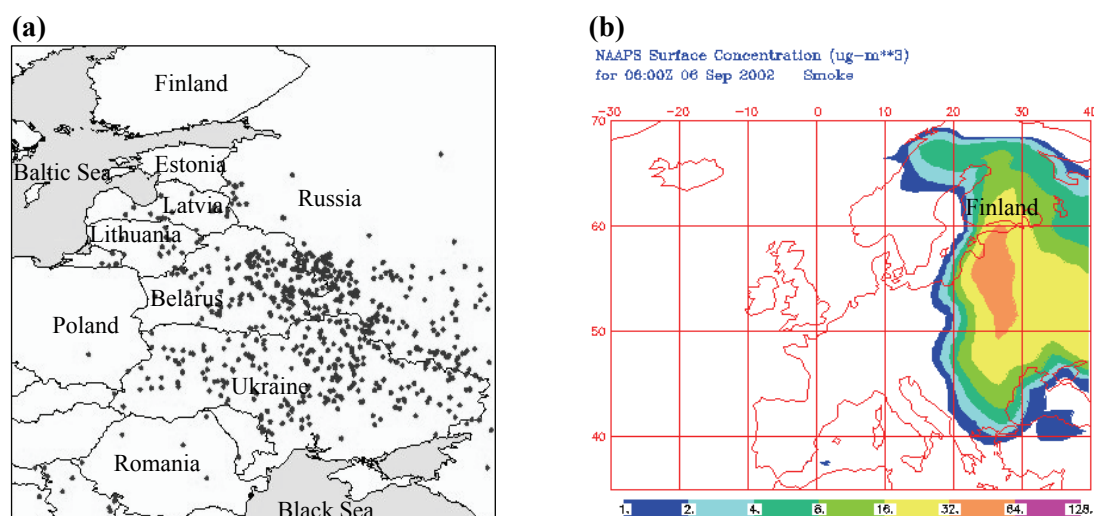 (a)
Finland
Estonia
Baltic Sea
Russia
Latvia
Lithuania
Belarus
Poland
Ukraine
Romania
Black Sea
(b)
NAAPS Surface Concentration (ug-m**3)
for 06:00Z 06 Sep 2002 Smoke
-30 -20 -10 0 10 20 30 40
70
Finland
60
50
40
1. 2. 4. 8. 16. 32. 64. 128.